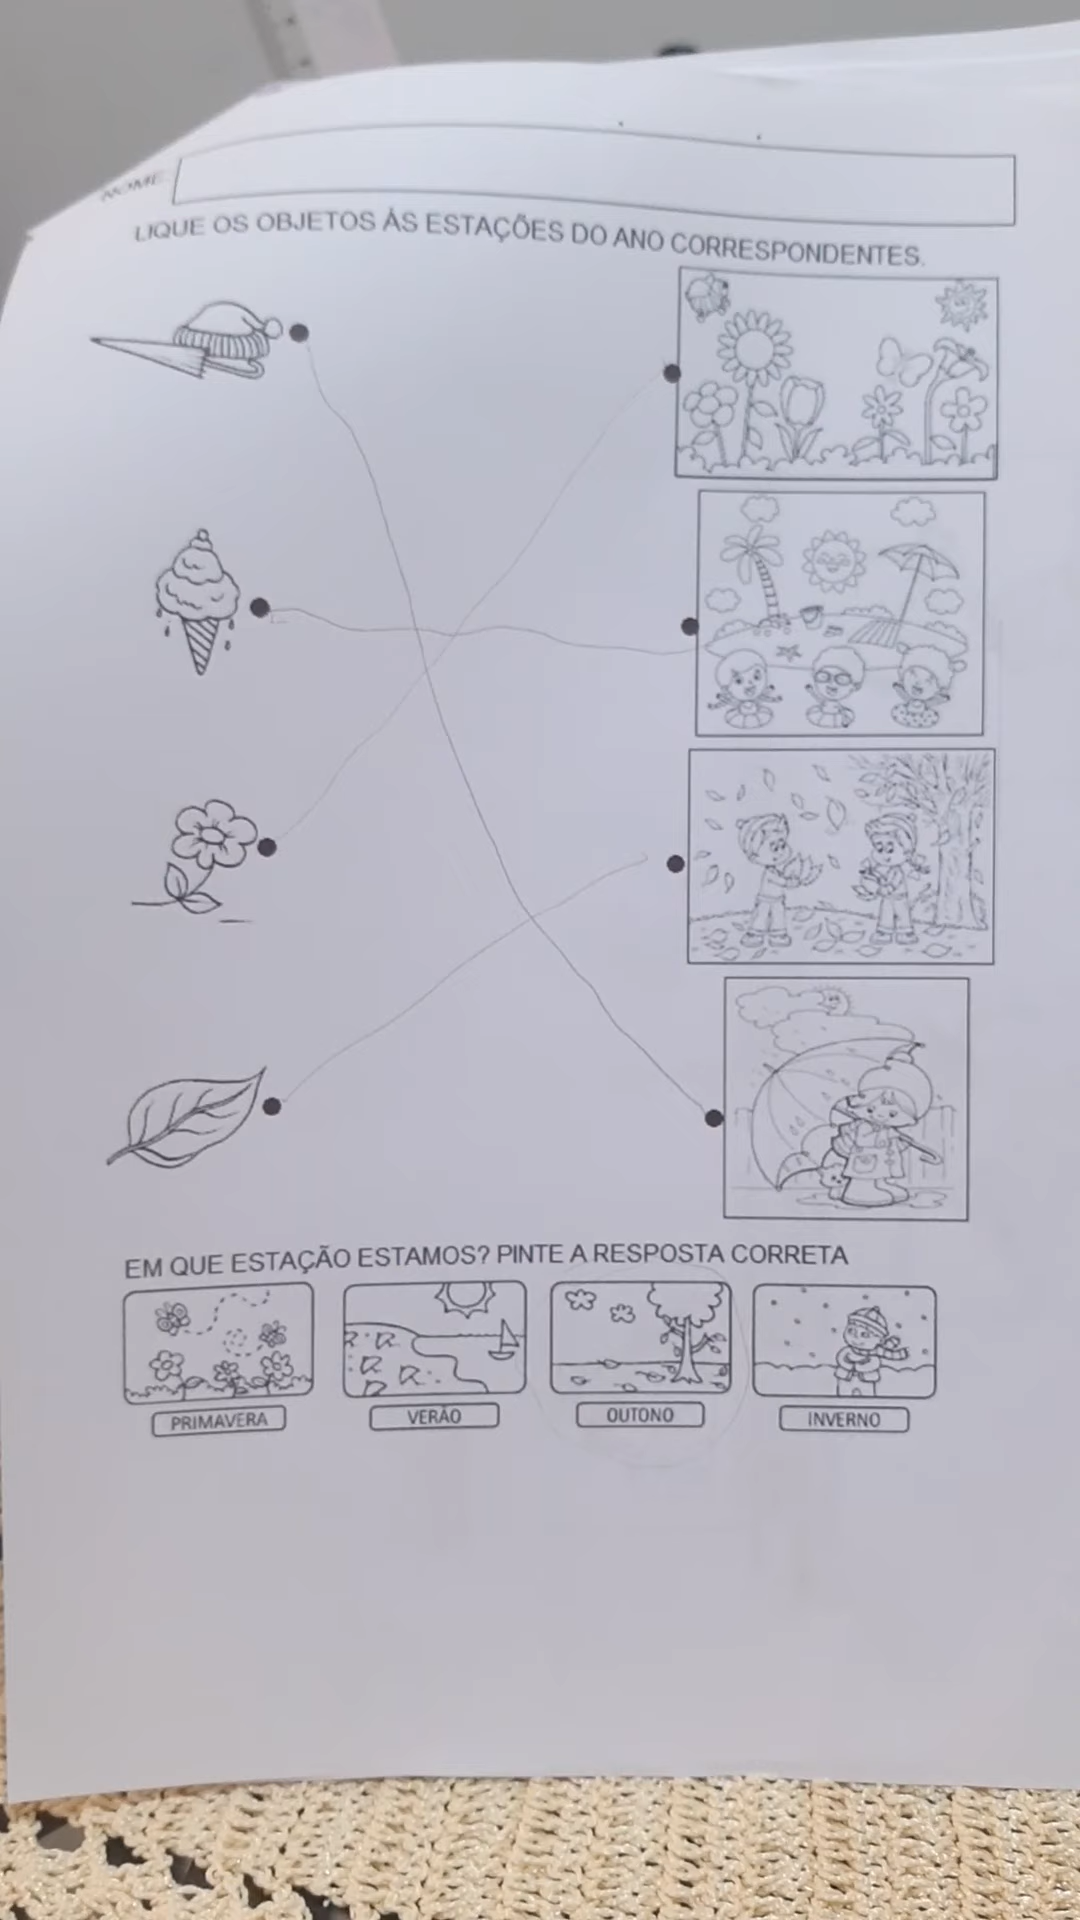 NOME
LIQUE OS OBJETOS ÀS ESTAÇÕES DO ANO CORRESPONDENTES.
EM QUE ESTAÇÃO ESTAMOS? PINTE A RESPOSTA CORRETA
PRIMAVERA VERÃO OUTONO INVERNO